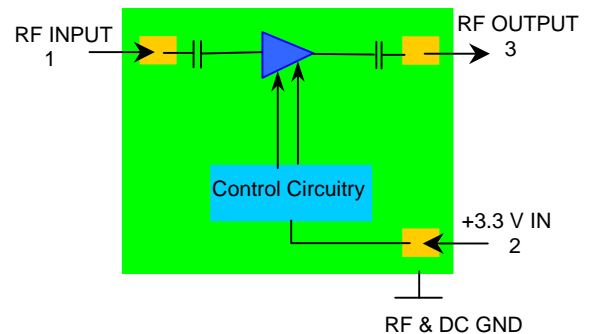 RF INPUT
1
RF OUTPUT
3
Control Circuitry
+3.3 V IN
2
RF & DC GND